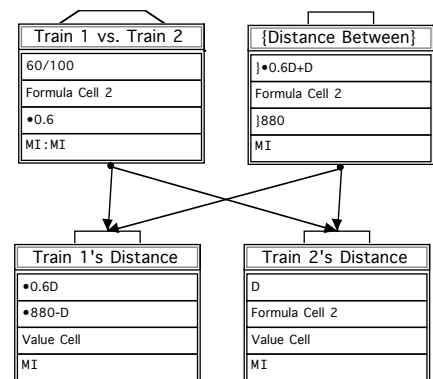 Train 1 vs. Train 2
60/100
Formula Cell 2
•0.6
MI:MI
{Distance Between}
}•0.6D+D
Formula Cell 2
}880
MI
Train 1's Distance
•0.6D
•880-D
Value Cell
MI
Train 2's Distance
D
Formula Cell 2
Value Cell
MI